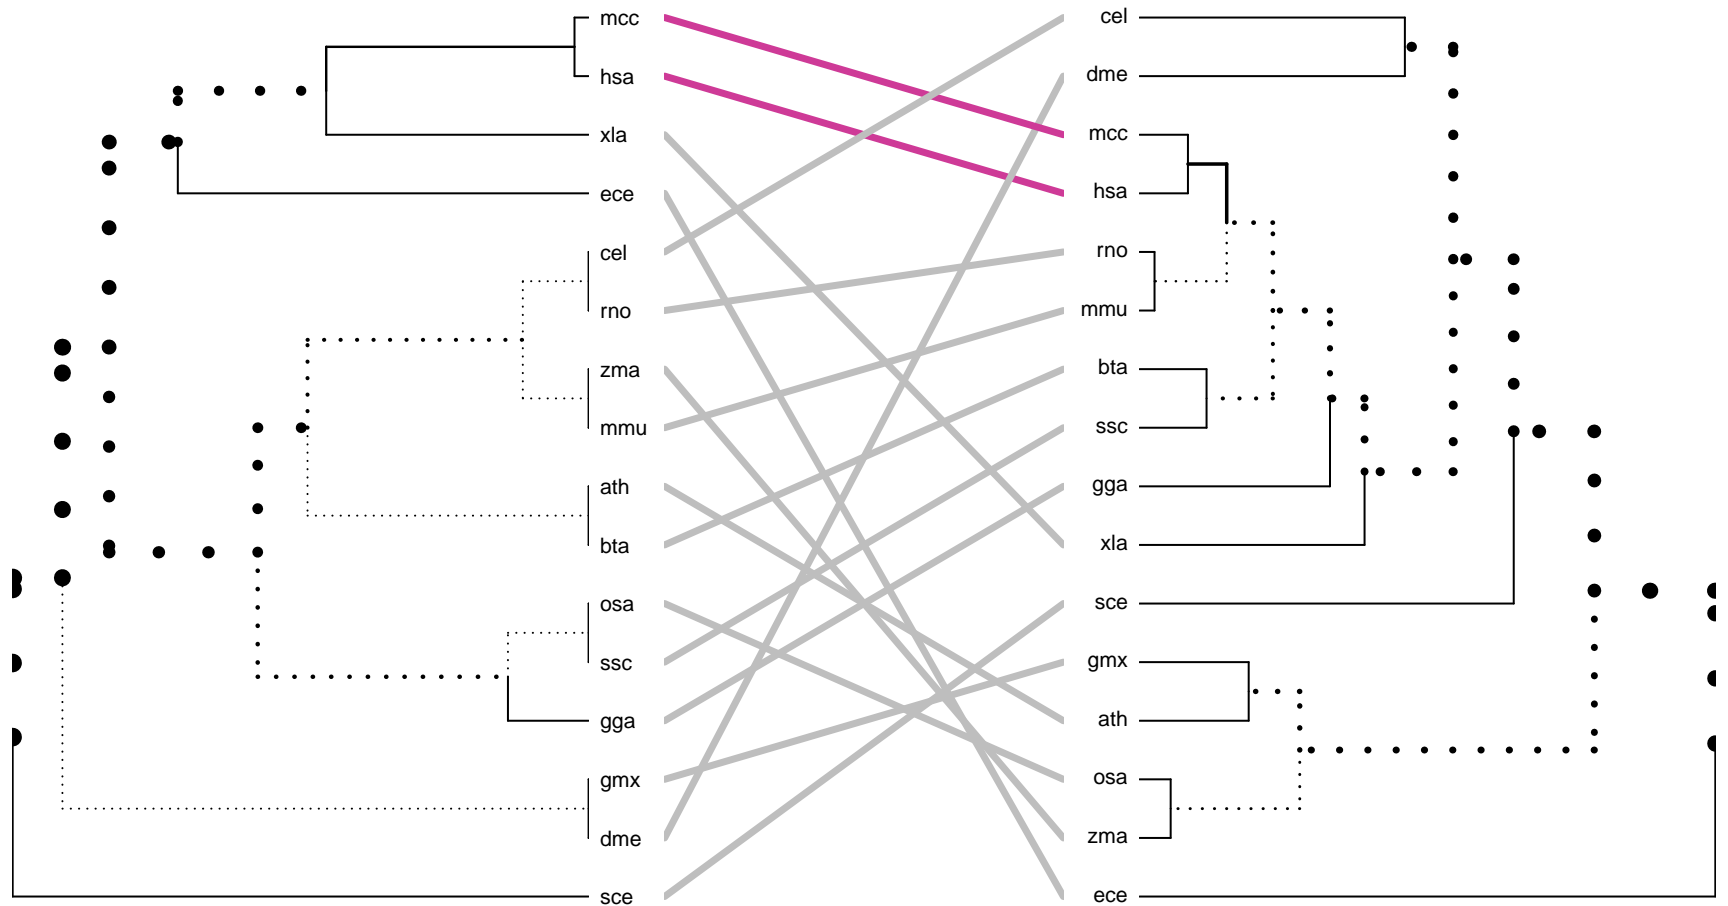 mcc
hsa
xla
ece
cel
rno
zma
mmu
ath
bta
osa
ssc
gga
gmx
dme
sce
cel
dme
mcc
hsa
rno
mmu
bta
ssc
gga
xla
sce
gmx
ath
osa
zma
ece